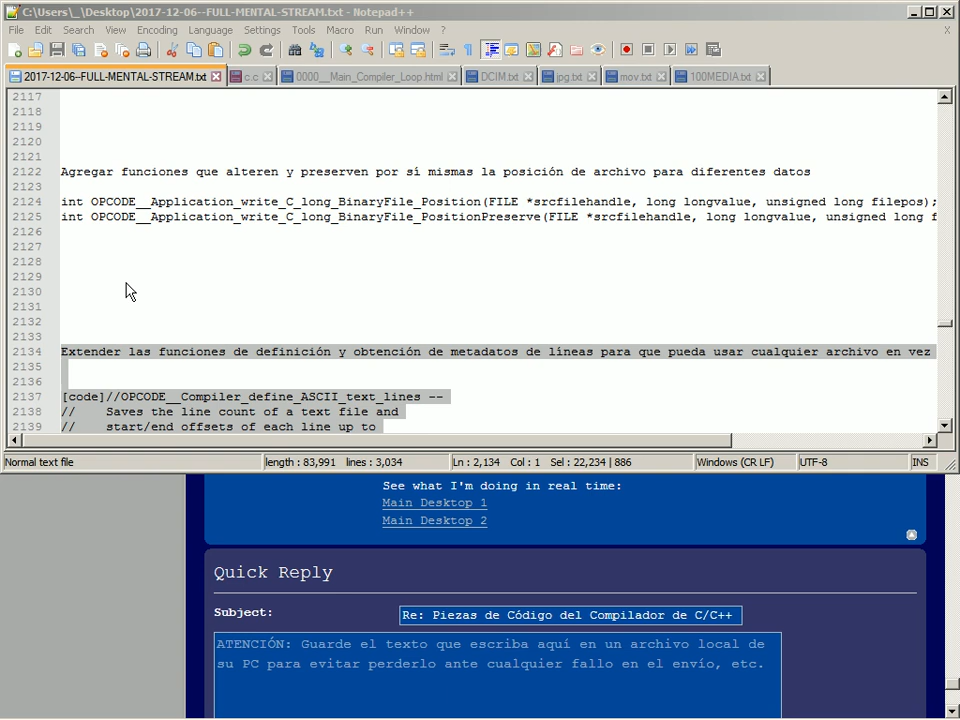 C:\Users\_\Desktop\2017-12-06--FULL-MENTAL-STREAM.txt - Notepad++
File Edit Search View Encoding Language Settings Tools Macro Run Window ? X
2017-12-06--FULL-MENTAL-STREAM.txt c.c 0000__Main_Compiler_Loop.html DCIM.txt jpg.txt mov.txt 100MEDIA.txt
2117
2118
2119
2120
2121
2122 Agregar funciones que alteren y preserven por sí mismas la posición de archivo para diferentes datos
2123
2124 int OPCODE__Application_write_C_long_BinaryFile_Position(FILE *srcfilehandle, long longvalue, unsigned long filepos);
2125 int OPCODE__Application_write_C_long_BinaryFile_PositionPreserve(FILE *srcfilehandle, long longvalue, unsigned long f
2126
2127
2128
2129
2130
2131
2132
2133
2134 Extender las funciones de definición y obtención de metadatos de líneas para que pueda usar cualquier archivo en vez
2135
2136
2137 [code]//OPCODE__Compiler_define_ASCII_text_lines --
2138 // Saves the line count of a text file and
2139 // start/end offsets of each line up to
Normal text file length : 83,991 lines : 3,034 Ln : 2,134 Col : 1 Sel : 22,234 | 886 Windows (CR LF) UTF-8 INS
See what I'm doing in real time:
Main Desktop 1
Main Desktop 2
Quick Reply
Subject: Re: Piezas de Código del Compilador de C/C++
ATENCIÓN: Guarde el texto que escriba aquí en un archivo local de
su PC para evitar perderlo ante cualquier fallo en el envío, etc.